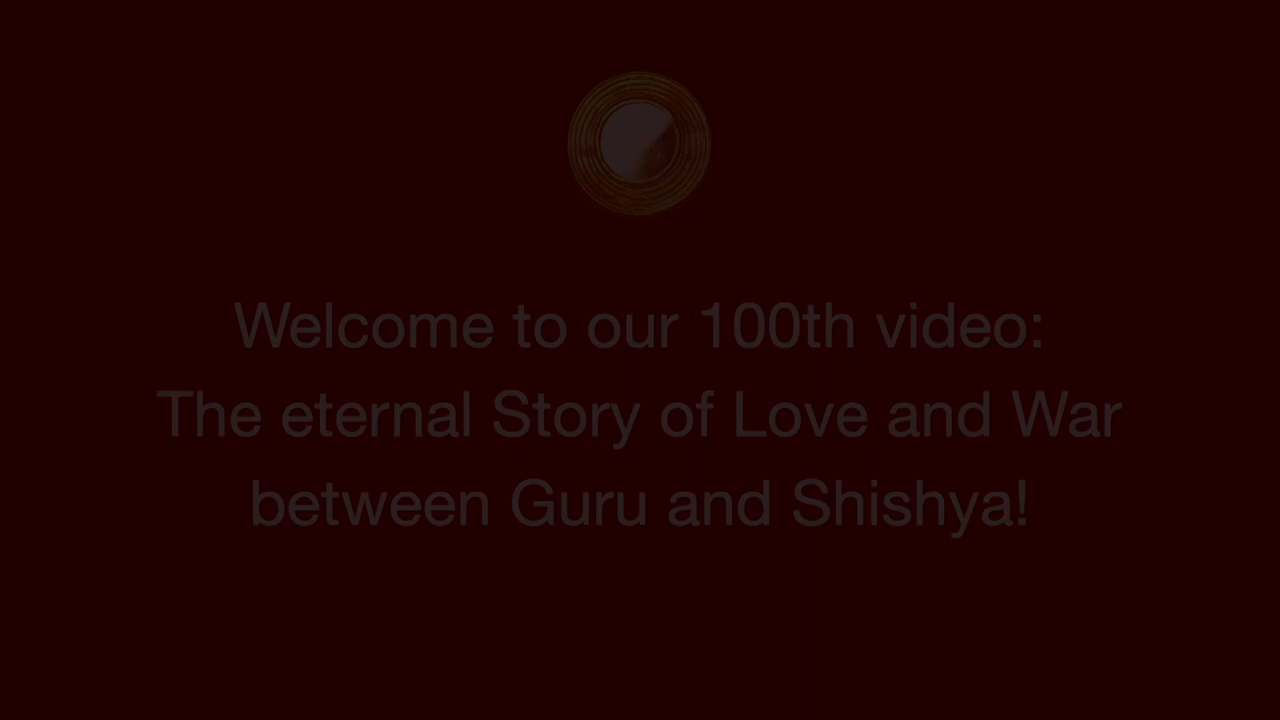 Welcome to our 100th video:
The eternal Story of Love and War
between Guru and Shishya!